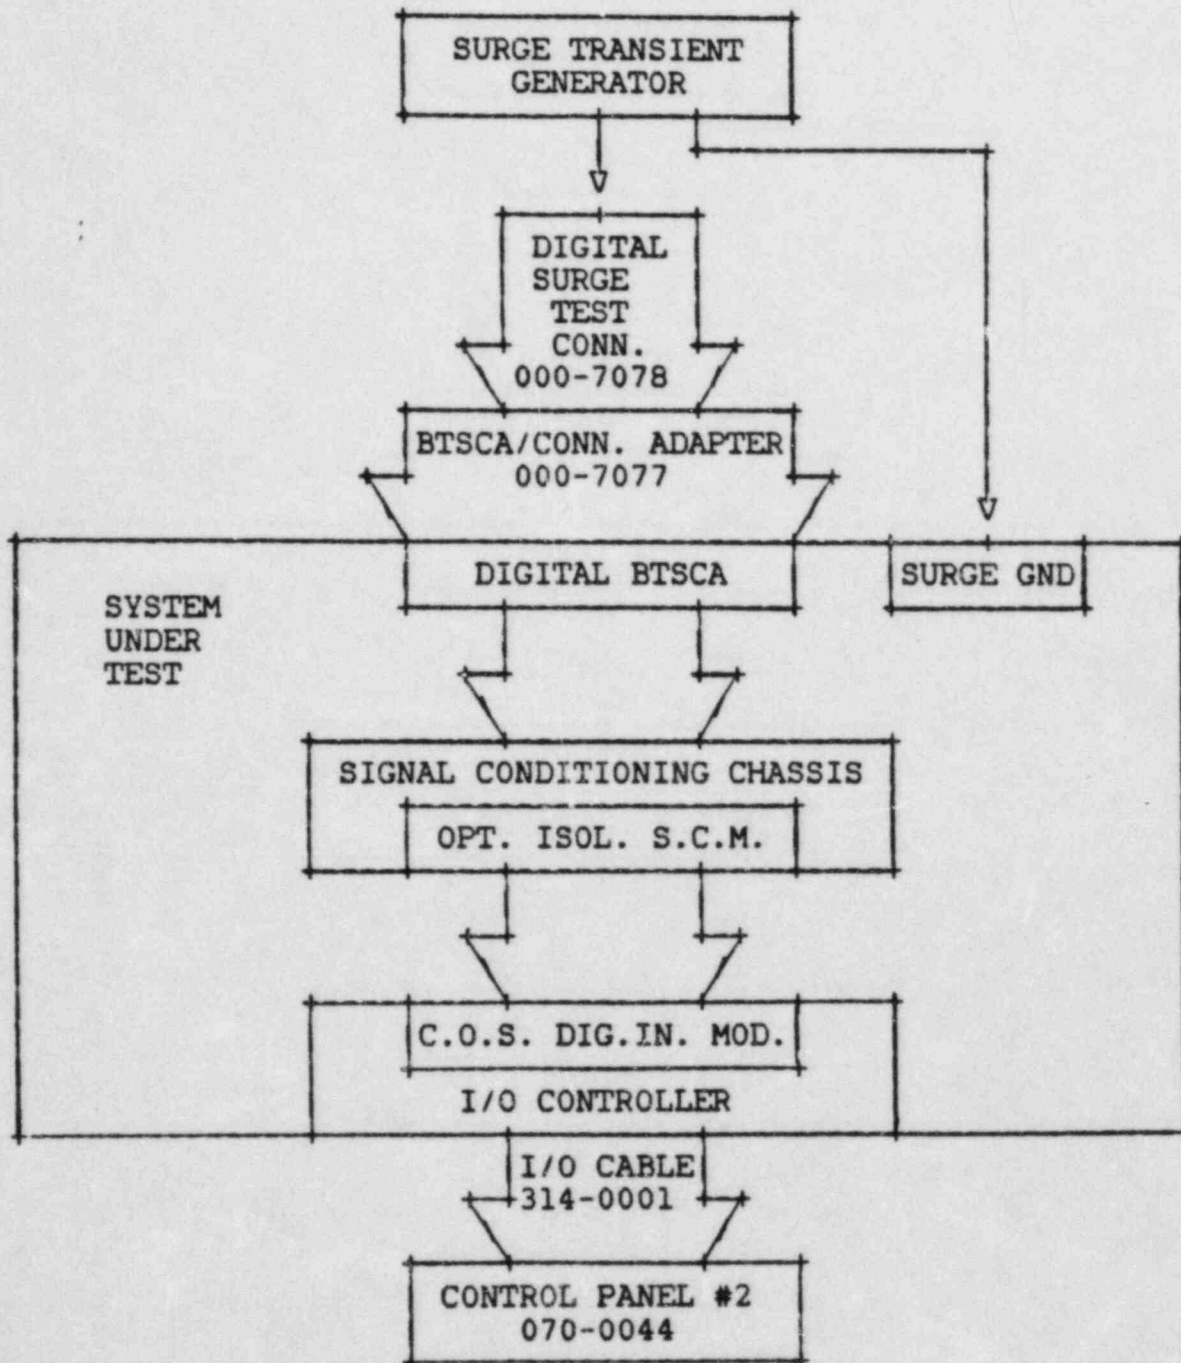 SURGE TRANSIENT
GENERATOR
DIGITAL
SURGE
TEST
CONN.
000-7078
BTSCA/CONN. ADAPTER
000-7077
DIGITAL BTSCA
SURGE GND
SYSTEM
UNDER
TEST
SIGNAL CONDITIONING CHASSIS
OPT. ISOL. S.C.M.
C.O.S. DIG.IN. MOD.
I/O CONTROLLER
I/O CABLE
314-0001
CONTROL PANEL #2
070-0044